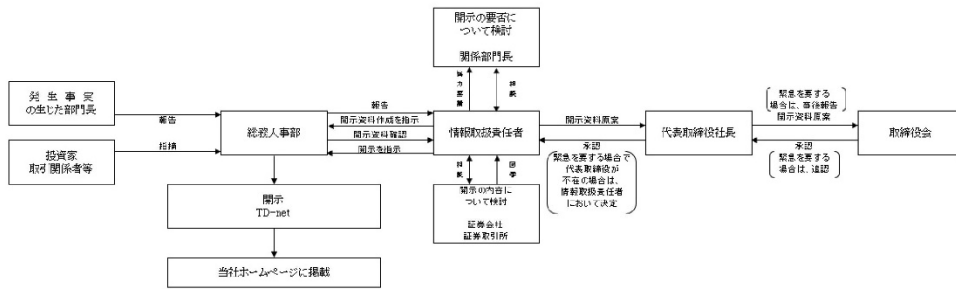 開示の要否に
ついて検討
関係部門長
協力要請
相談
発生事実
の生じた部門長
報告
投資家
取引関係者等
指摘
総務人事部
報告
開示資料作成を指示
開示資料確認
開示を指示
情報取扱責任者
開示資料原案
承認
緊急を要する場合で
代表取締役が
不在の場合は、
情報取扱責任者
において決定
代表取締役社長
緊急を要する
場合は、事後報告
開示資料原案
承認
緊急を要する
場合は、追認
取締役会
相談
回答
開示の内容に
ついて検討
証券会社
証券取引所
開示
TD-net
当社ホームページに掲載